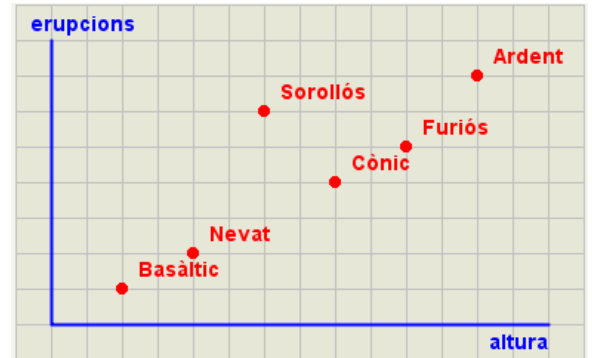 erupcions
Ardent
Sorollós
Furiós
Cònic
Nevat
Basàltic
altura